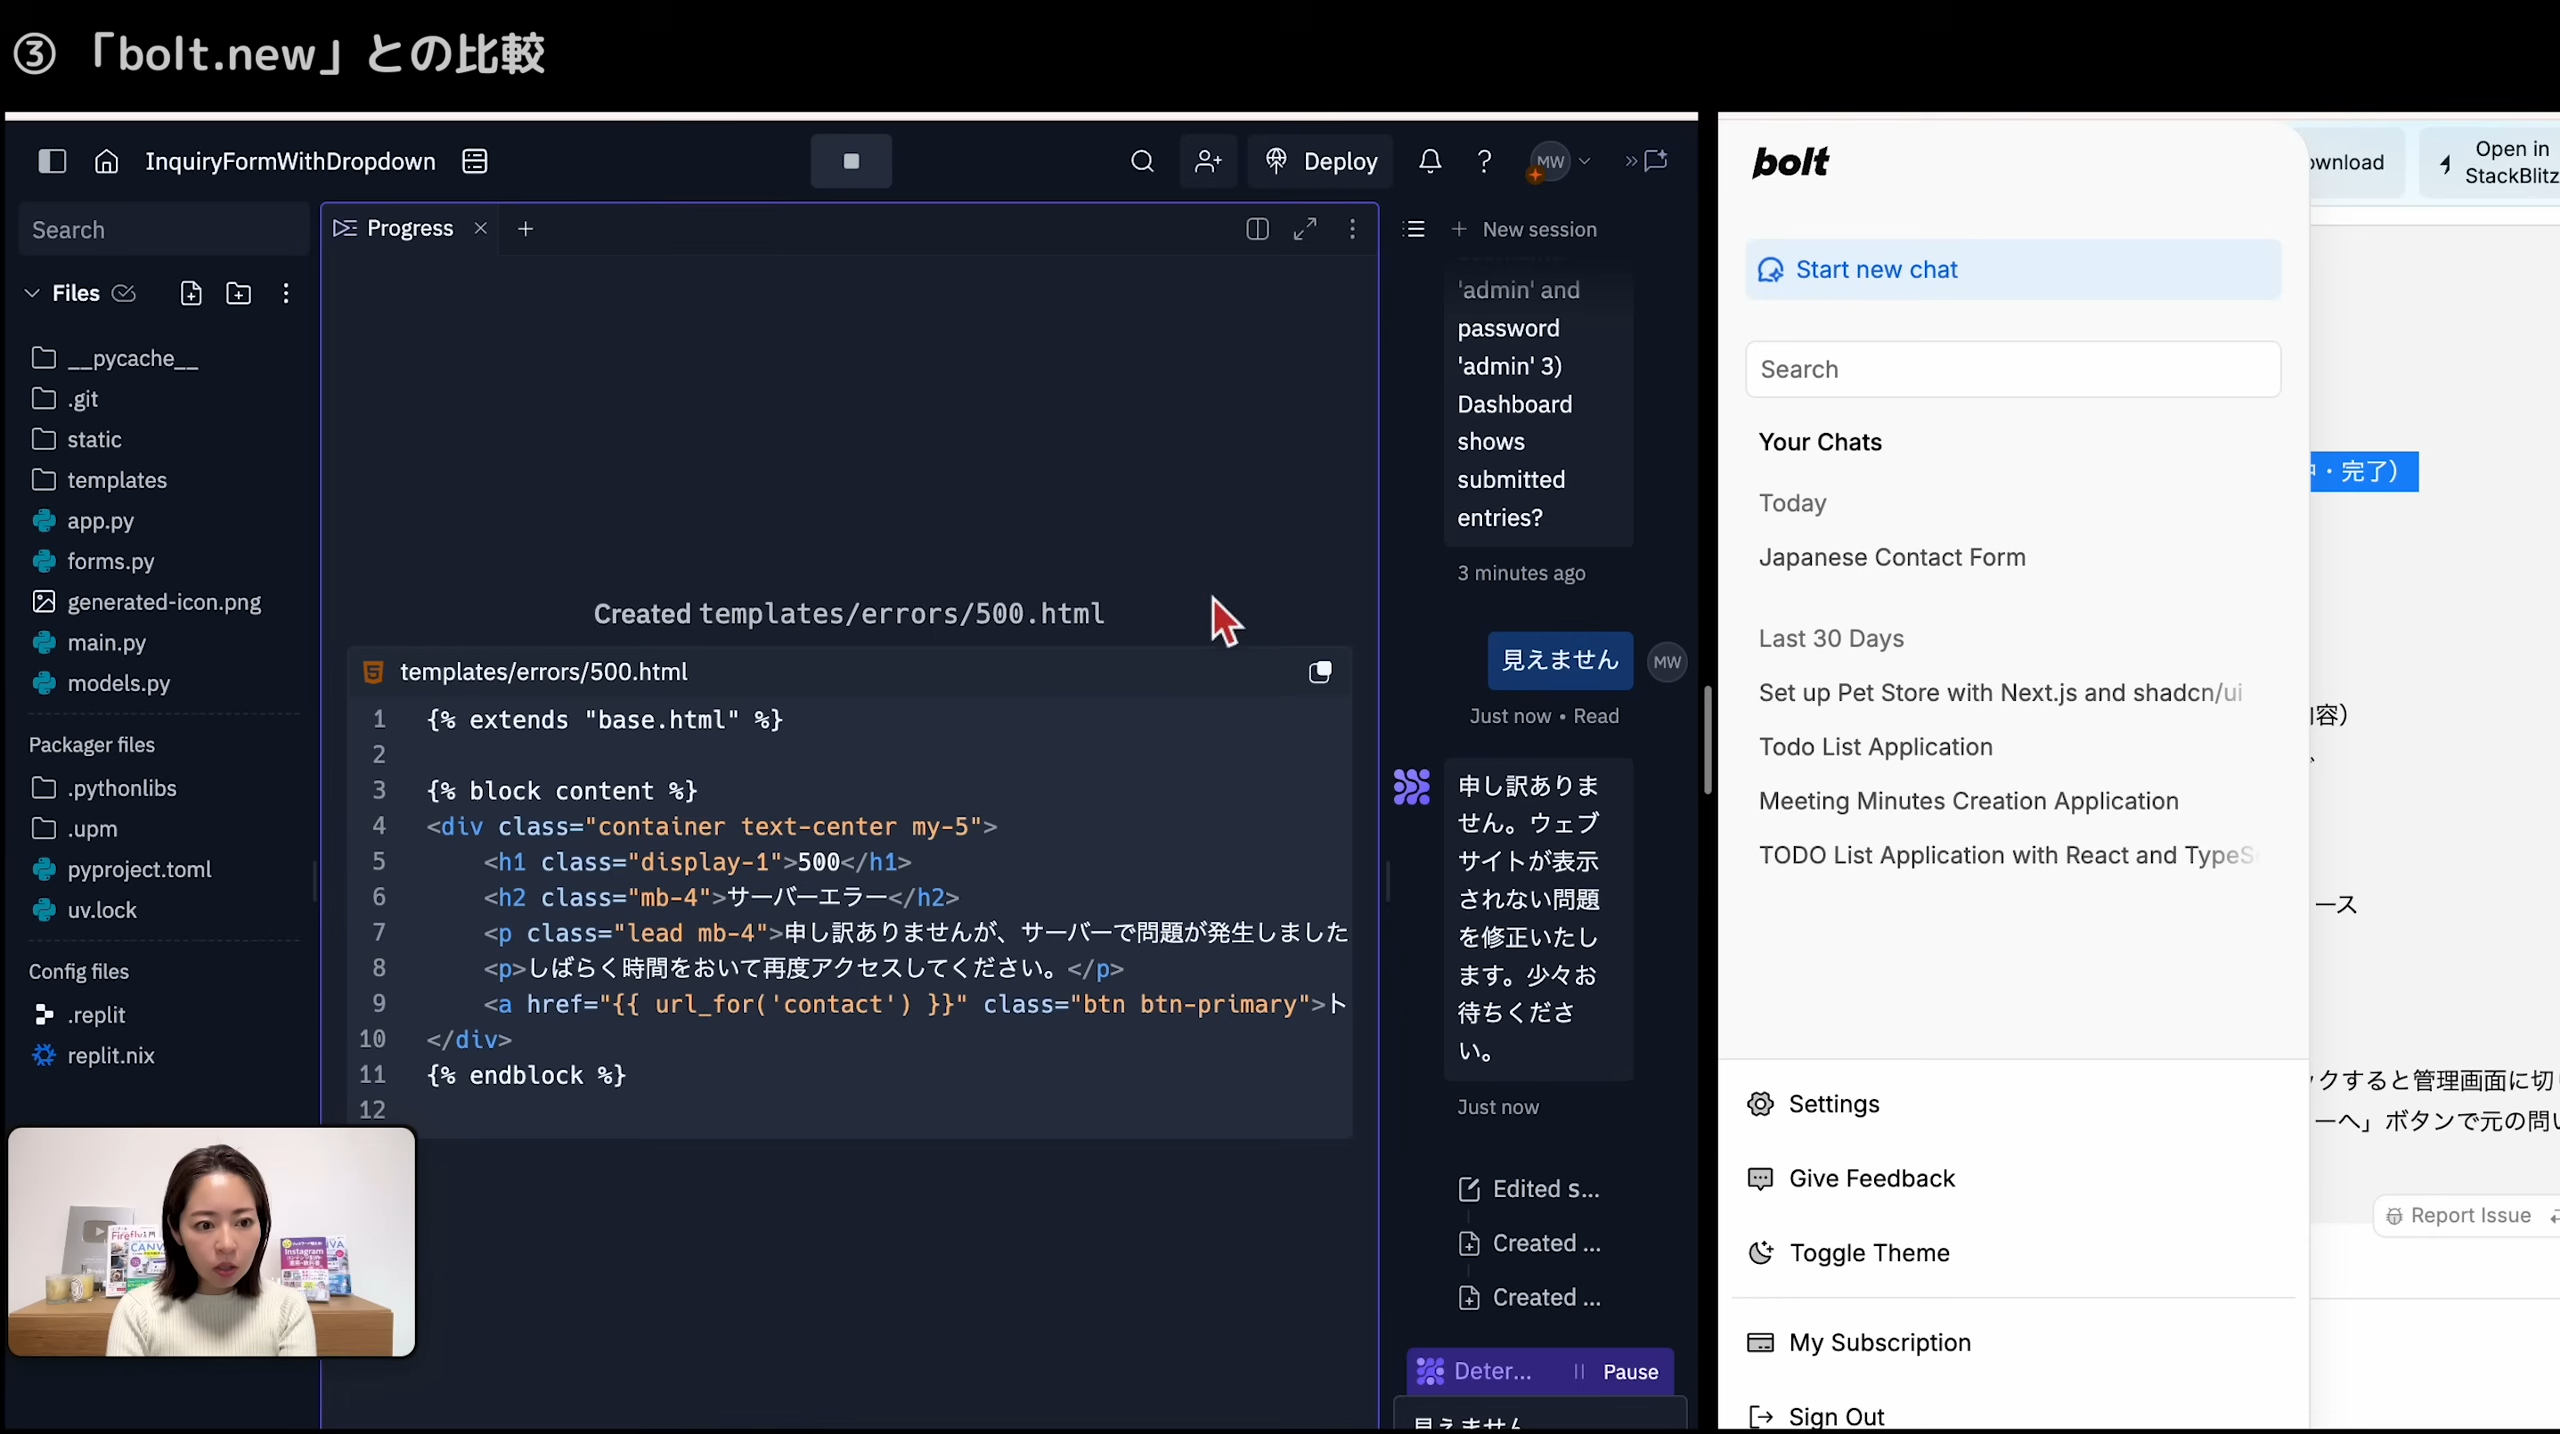 ③ 「bolt.new」との比較
InquiryFormWithDropdown
Deploy
MW
Search
Files
__pycache__
.git
static
templates
app.py
forms.py
generated-icon.png
main.py
models.py
Packager files
.pythonlibs
.upm
pyproject.toml
uv.lock
Config files
.replit
replit.nix
Progress
Created templates/errors/500.html
templates/errors/500.html
1 {% extends "base.html" %}
2
3 {% block content %}
4 <div class="container text-center my-5">
5 <h1 class="display-1">500</h1>
6 <h2 class="mb-4">サーバーエラー</h2>
7 <p class="lead mb-4">申し訳ありませんが、サーバーで問題が発生しました
8 <p>しばらく時間をおいて再度アクセスしてください。</p>
9 <a href="{{ url_for('contact') }}" class="btn btn-primary">ト
10 </div>
11 {% endblock %}
12
New session
'admin' and
password
'admin' 3)
Dashboard
shows
submitted
entries?
3 minutes ago
見えません
MW
Just now • Read
申し訳ありま
せん。ウェブ
サイトが表示
されない問題
を修正いたし
ます。少々お
待ちくださ
い。
Just now
Edited s...
Created ...
Created ...
Deter...
Pause
見えません
bolt
Start new chat
Search
Your Chats
Today
Japanese Contact Form
Last 30 Days
Set up Pet Store with Next.js and shadcn/ui
Todo List Application
Meeting Minutes Creation Application
TODO List Application with React and TypeS
Settings
Give Feedback
Toggle Theme
My Subscription
Sign Out
ownload
Open in
StackBlitz
・完了）
容）
ース
クすると管理画面に切
ーへ」ボタンで元の問い
Report Issue
Firefly
CANV
Instagram